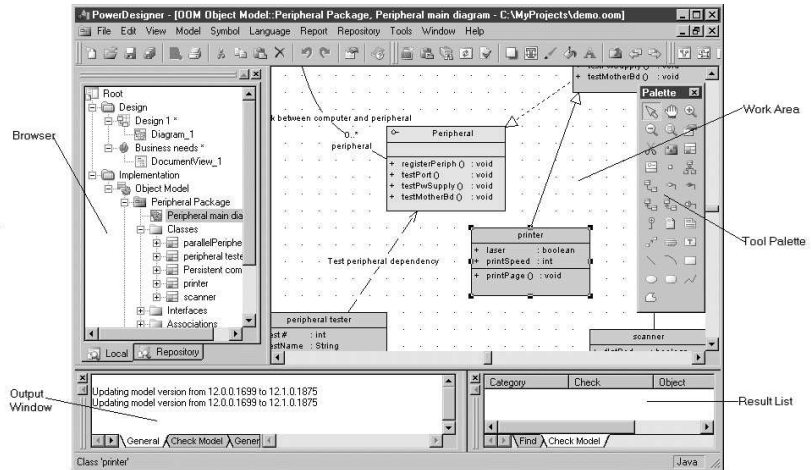 PowerDesigner - [OOM Object Model::Peripheral Package, Peripheral main diagram - C:\MyProjects\demo.oom]
File Edit View Model Symbol Language Report Repository Tools Window Help
Root
Design
Design 1 *
Diagram_1
Business needs *
DocumentView_1
Implementation
Object Model
Peripheral Package
Peripheral main dia
Classes
parallelPeriphe
peripheral teste
Persistent com
printer
scanner
Interfaces
Associations
Local Repository
Browser
between computer and peripheral
0..*
peripheral
Peripheral
+ registerPeriph () : void
+ testPort () : void
+ testPwSupply () : void
+ testMotherBd () : void
+ testMotherBd () : void
Test peripheral dependency
printer
+ laser : boolean
+ printSpeed : int
+ printPage () : void
peripheral tester
: int
: String
scanner
Palette
Work Area
Tool Palette
Output
Window
Updating model version from 12.0.0.1699 to 12.1.0.1875
Updating model version from 12.0.0.1699 to 12.1.0.1875
General Check Model Gener
Category Check Object
Find Check Model
Result List
Class 'printer'
Java